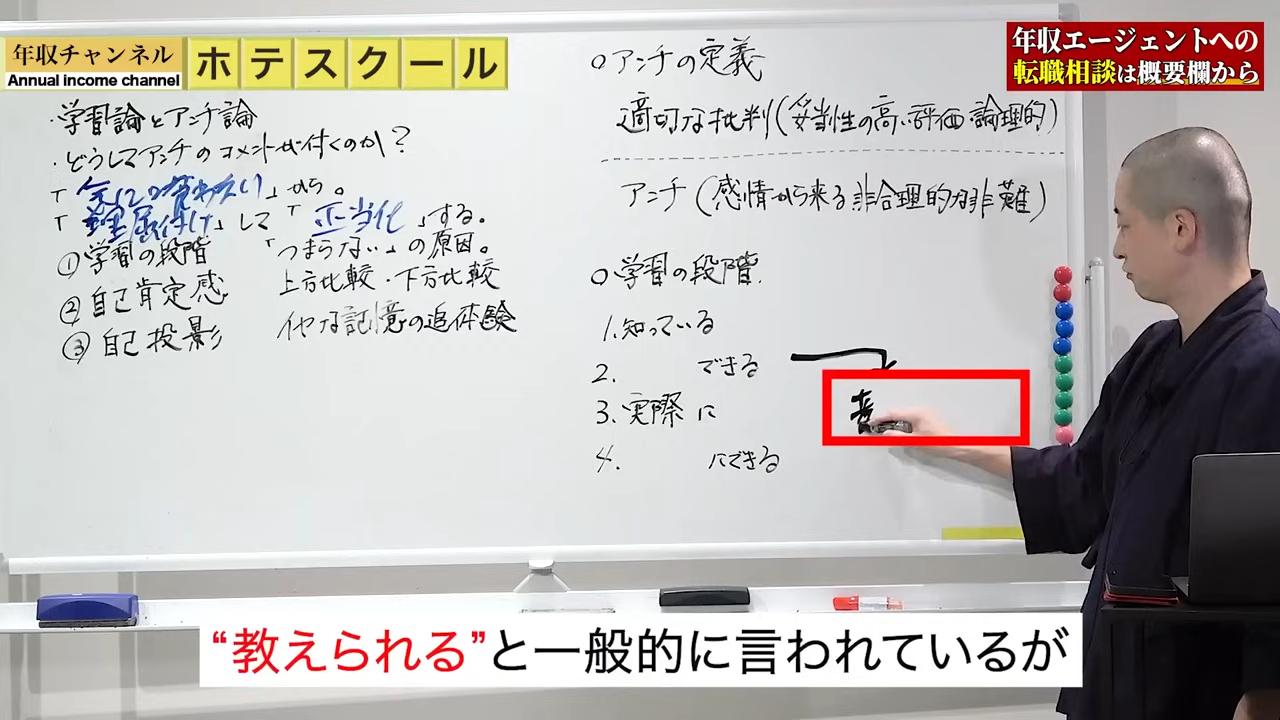 年収チャンネル
Annual income channel
ホテスクール
年収エージェントへの
転職相談は概要欄から
・学習論とアンチ論
・どうしてアンチのコメントが付くのか?
「気に食わない」から。
「理屈付け」して「正当化」する。
①学習の段階 「つまらない」の原因。
②自己肯定感 上方比較・下方比較
③自己投影 イヤな記憶の追体験
○アンチの定義
適切な批判(妥当性の高い評価 論理的)
アンチ(感情から来る非合理的な非難)
○学習の段階.
1.知っている
2. できる
3.実際に
4. にできる
“教えられる”と一般的に言われているが